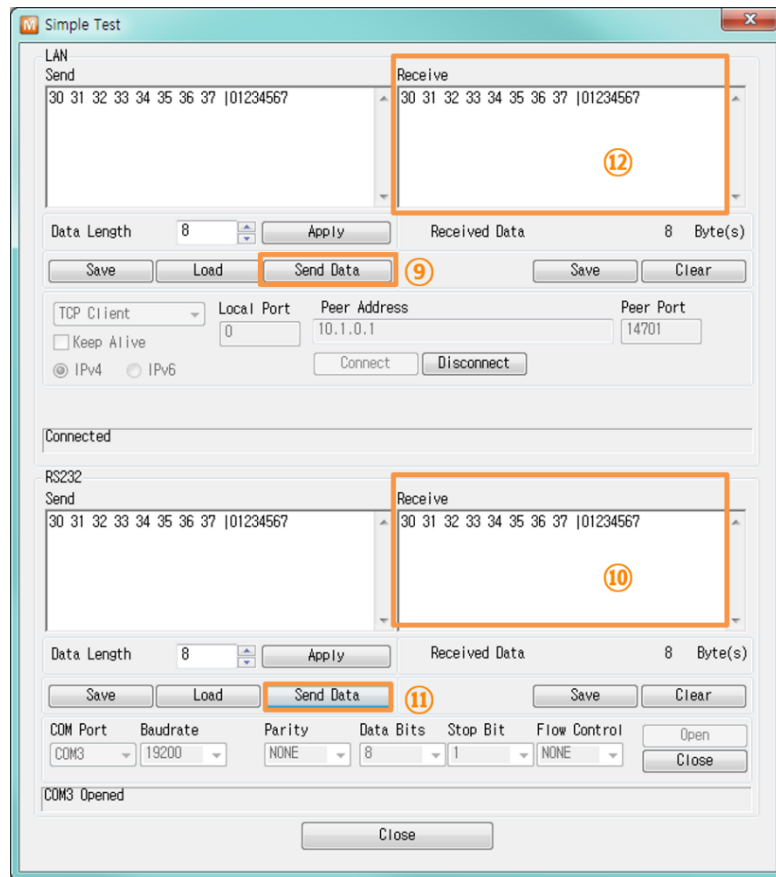 Simple Test
LAN
Send
Receive
30 31 32 33 34 35 36 37 |01234567
30 31 32 33 34 35 36 37 |01234567
⑫
Data Length 8 Apply Received Data 8 Byte(s)
Save Load Send Data ⑨ Save Clear
TCP Client Local Port Peer Address Peer Port
0 10.1.0.1 14701
Keep Alive
IPv4 IPv6 Connect Disconnect
Connected
RS232
Send
Receive
30 31 32 33 34 35 36 37 |01234567
30 31 32 33 34 35 36 37 |01234567
⑩
Data Length 8 Apply Received Data 8 Byte(s)
Save Load Send Data ⑪ Save Clear
COM Port Baudrate Parity Data Bits Stop Bit Flow Control Open
COM3 19200 NONE 8 1 NONE Close
COM3 Opened
Close